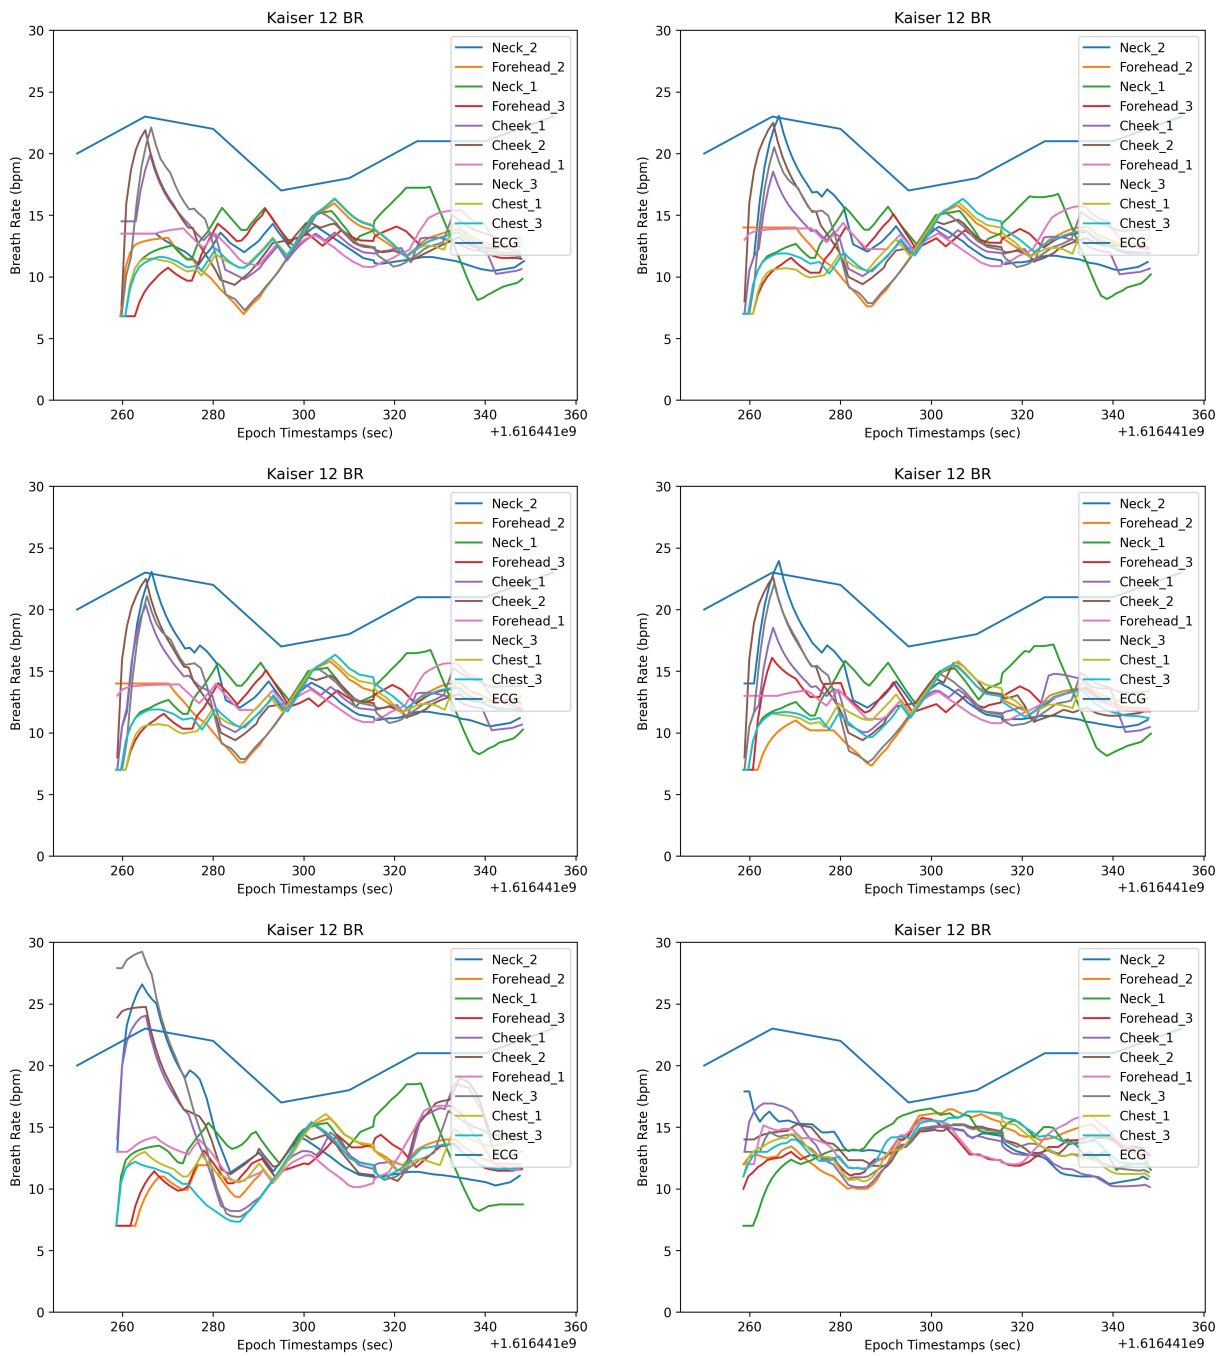 Kaiser 12 BR
30
25
20
15
10
5
0
Breath Rate (bpm)
Neck_2
Forehead_2
Neck_1
Forehead_3
Cheek_1
Cheek_2
Forehead_1
Neck_3
Chest_1
Chest_3
ECG
260 280 300 320 340 360
Epoch Timestamps (sec)
+1.616441e9
Kaiser 12 BR
30
25
20
15
10
5
0
Breath Rate (bpm)
Neck_2
Forehead_2
Neck_1
Forehead_3
Cheek_1
Cheek_2
Forehead_1
Neck_3
Chest_1
Chest_3
ECG
260 280 300 320 340 360
Epoch Timestamps (sec)
+1.616441e9
Kaiser 12 BR
30
25
20
15
10
5
0
Breath Rate (bpm)
Neck_2
Forehead_2
Neck_1
Forehead_3
Cheek_1
Cheek_2
Forehead_1
Neck_3
Chest_1
Chest_3
ECG
260 280 300 320 340 360
Epoch Timestamps (sec)
+1.616441e9
Kaiser 12 BR
30
25
20
15
10
5
0
Breath Rate (bpm)
Neck_2
Forehead_2
Neck_1
Forehead_3
Cheek_1
Cheek_2
Forehead_1
Neck_3
Chest_1
Chest_3
ECG
260 280 300 320 340 360
Epoch Timestamps (sec)
+1.616441e9
Kaiser 12 BR
30
25
20
15
10
5
0
Breath Rate (bpm)
Neck_2
Forehead_2
Neck_1
Forehead_3
Cheek_1
Cheek_2
Forehead_1
Neck_3
Chest_1
Chest_3
ECG
260 280 300 320 340 360
Epoch Timestamps (sec)
+1.616441e9
Kaiser 12 BR
30
25
20
15
10
5
0
Breath Rate (bpm)
Neck_2
Forehead_2
Neck_1
Forehead_3
Cheek_1
Cheek_2
Forehead_1
Neck_3
Chest_1
Chest_3
ECG
260 280 300 320 340 360
Epoch Timestamps (sec)
+1.616441e9